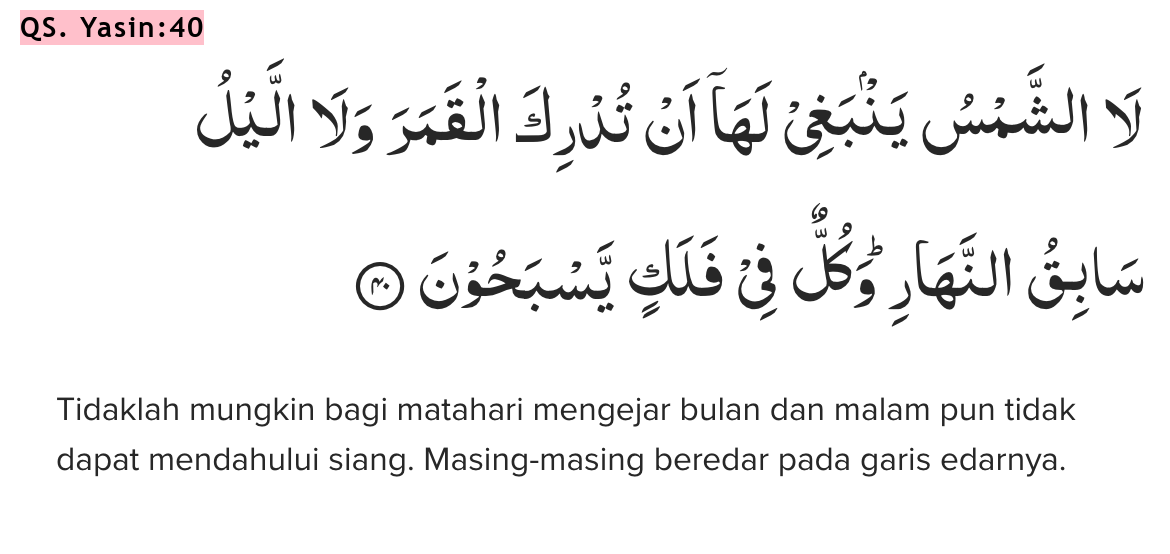 QS. Yasin:40
لَا الشَّمْسُ يَنْۢبَغِيْ لَهَآ اَنْ تُدْرِكَ الْقَمَرَ وَلَا الَّيْلُ
سَابِقُ النَّهَارِ ۗوَكُلٌّ فِيْ فَلَكٍ يَّسْبَحُوْنَ ٤٠
Tidaklah mungkin bagi matahari mengejar bulan dan malam pun tidak
dapat mendahului siang. Masing-masing beredar pada garis edarnya.